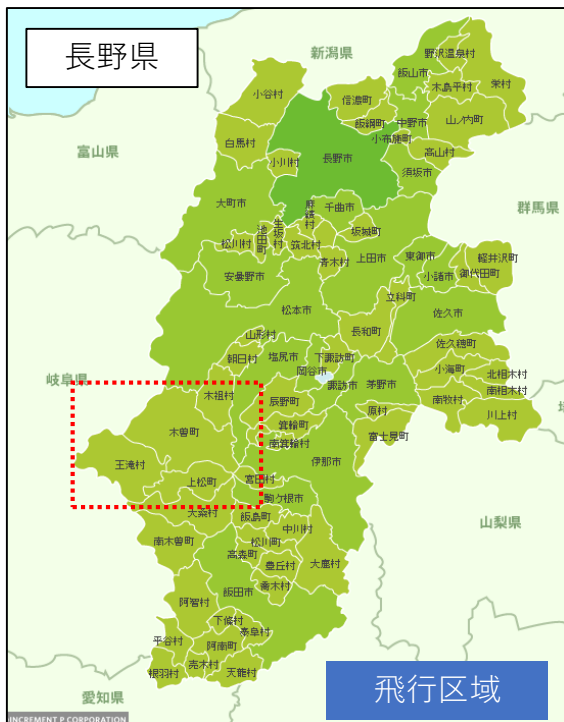 長野県
新潟県
野沢温泉村
飯山市
小谷村
信濃町
木島平村
栄村
飯綱町
中野市
山ノ内町
白馬村
小布施町
富山県
小川村
長野市
高山村
須坂市
大町市
群馬県
千曲市
麻績村
生坂村
池田町
松川村
筑北村
坂城町
青木村
上田市
東御市
軽井沢町
小諸市
御代田町
安曇野市
立科町
佐久市
松本市
長和町
山形村
佐久穂町
朝日村
塩尻市
下諏訪町
岡谷市
小海町
北相木村
岐阜県
諏訪市
茅野市
南相木村
木祖村
辰野町
原村
南牧村
川上村
箕輪町
木曽町
富士見町
南箕輪村
伊那市
王滝村
上松町
宮田村
駒ケ根市
大桑村
飯島町
山梨県
中川村
南木曽町
松川町
高森町
豊丘村
大鹿村
喬木村
飯田市
阿智村
下條村
泰阜村
平谷村
阿南町
売木村
根羽村
天龍村
飛行区域
愛知県
INCREMENT P CORPORATION